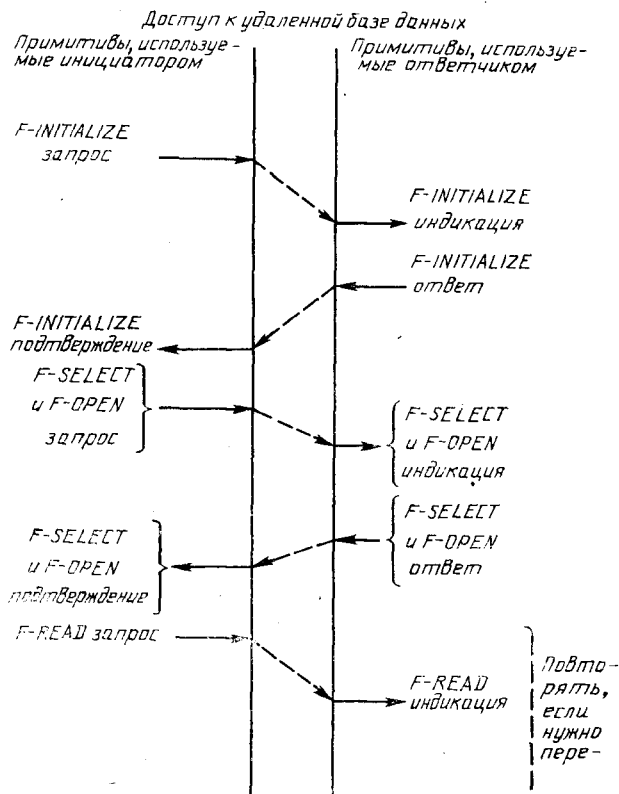 Доступ к удаленной базе данных
Примитивы, используе-
мые инициатором
Примитивы, используе-
мые ответчиком
F-INITIALIZE
запрос
F-INITIALIZE
индикация
F-INITIALIZE
ответ
F-INITIALIZE
подтверждение
F-SELECT
и F-OPEN
запрос
F-SELECT
и F-OPEN
индикация
F-SELECT
и F-OPEN
ответ
F-SELECT
и F-OPEN
подтверждение
F-READ запрос
F-READ
индикация
Повто-
рять,
если
нужно
пере-